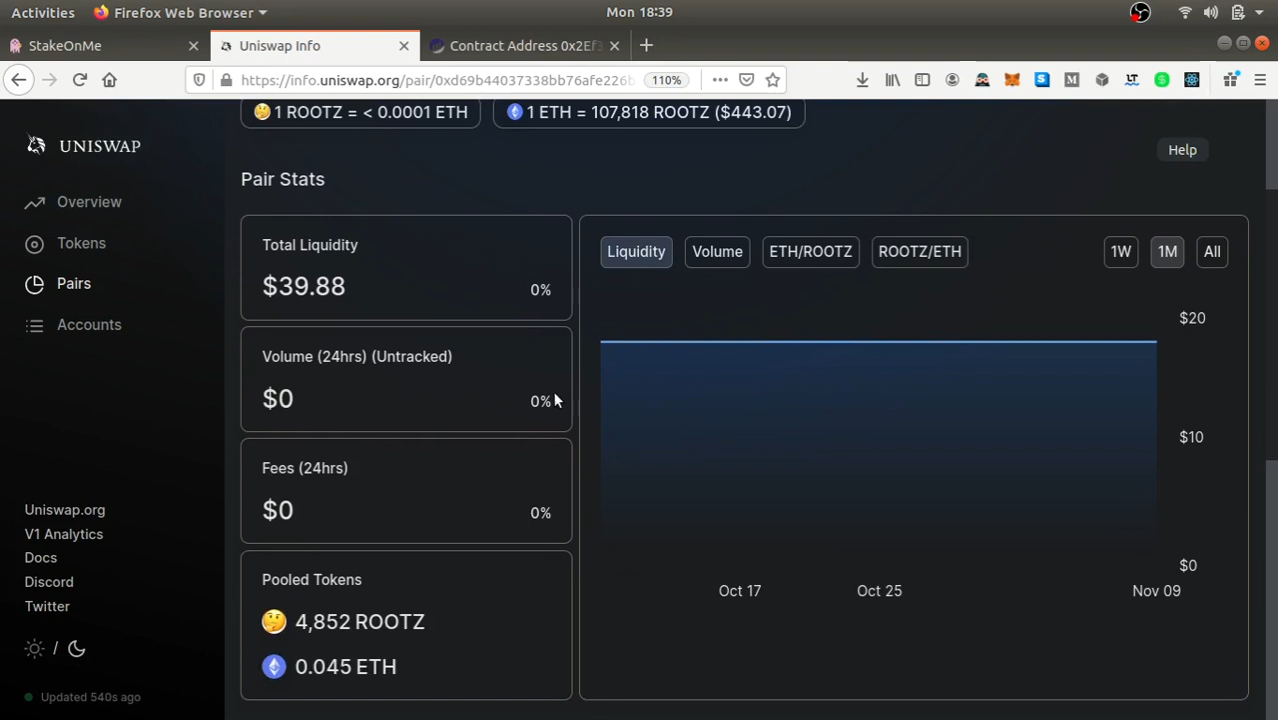 Activities
Firefox Web Browser
Mon 18:39
StakeOnMe
Uniswap Info
Contract Address 0x2Ef3
https://info.uniswap.org/pair/0xd69b44037338bb76afe226b
110%
1 ROOTZ = < 0.0001 ETH
1 ETH = 107,818 ROOTZ ($443.07)
UNISWAP
Help
Overview
Tokens
Pairs
Accounts
Pair Stats
Total Liquidity
$39.88
0%
Volume (24hrs) (Untracked)
$0
0%
Fees (24hrs)
$0
0%
Pooled Tokens
4,852 ROOTZ
0.045 ETH
Liquidity
Volume
ETH/ROOTZ
ROOTZ/ETH
1W
1M
All
$20
$10
$0
Oct 17
Oct 25
Nov 09
Uniswap.org
V1 Analytics
Docs
Discord
Twitter
/
Updated 540s ago